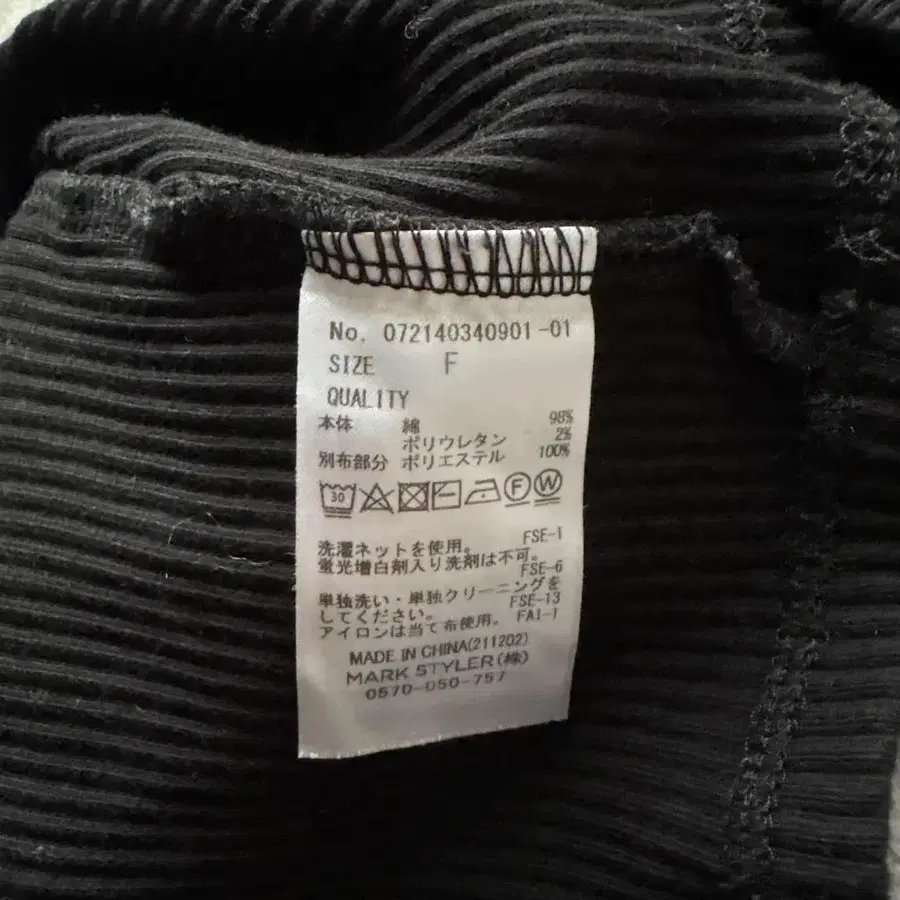 No. 072140340901-01
SIZE F
QUALITY
本体 綿 98%
ポリウレタン 2%
別布部分 ポリエステル 100%
30 F W
洗濯ネットを使用。 FSE-1
蛍光増白剤入り洗剤は不可。
FSE-6
単独洗い・単独クリーニングを
してください。 FSE-13
アイロンは当て布使用。 FAI-1
MADE IN CHINA(211202)
MARK STYLER(株)
0570-050-757